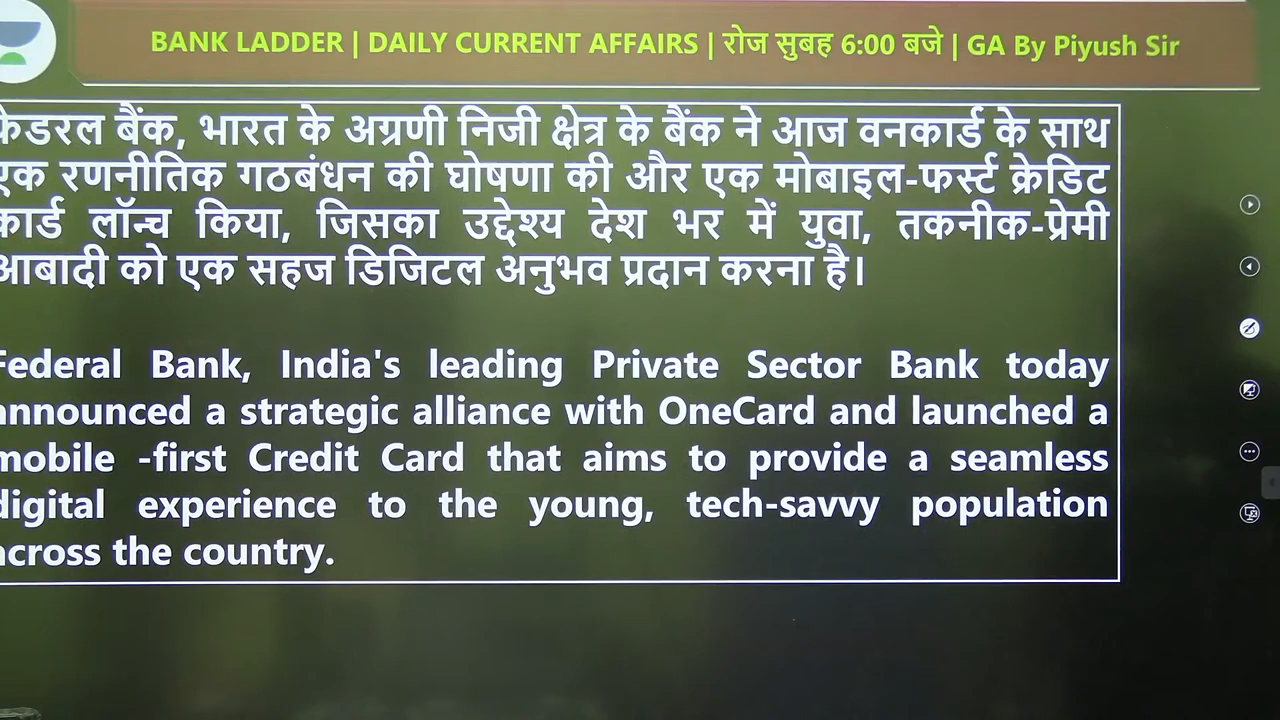 BANK LADDER | DAILY CURRENT AFFAIRS | रोज सुबह 6:00 बजे | GA By Piyush Sir
फेडरल बैंक, भारत के अग्रणी निजी क्षेत्र के बैंक ने आज वनकार्ड के साथ
एक रणनीतिक गठबंधन की घोषणा की और एक मोबाइल-फर्स्ट क्रेडिट
कार्ड लॉन्च किया, जिसका उद्देश्य देश भर में युवा, तकनीक-प्रेमी
आबादी को एक सहज डिजिटल अनुभव प्रदान करना है।
Federal Bank, India's leading Private Sector Bank today
announced a strategic alliance with OneCard and launched a
mobile -first Credit Card that aims to provide a seamless
digital experience to the young, tech-savvy population
across the country.